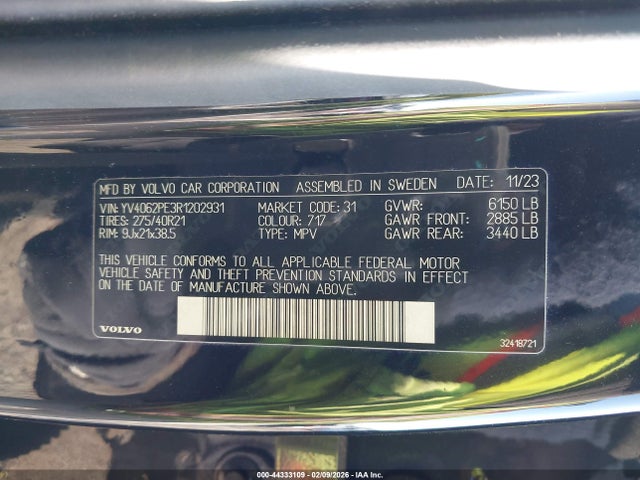 MFD BY VOLVO CAR CORPORATION ASSEMBLED IN SWEDEN DATE: 11/23
VIN: YV4062PE3R1202931 MARKET CODE: 31 GVWR: 6150 LB
TIRES: 275/40R21 COLOUR: 717 GAWR FRONT: 2885 LB
RIM: 9Jx21x38.5 TYPE: MPV GAWR REAR: 3440 LB
THIS VEHICLE CONFORMS TO ALL APPLICABLE FEDERAL MOTOR
VEHICLE SAFETY AND THEFT PREVENTION STANDARDS IN EFFECT
ON DATE OF MANUFACTURE SHOWN ABOVE.
VOLVO 32418721
000-44333109 - 02/09/2026 - IAA Inc.